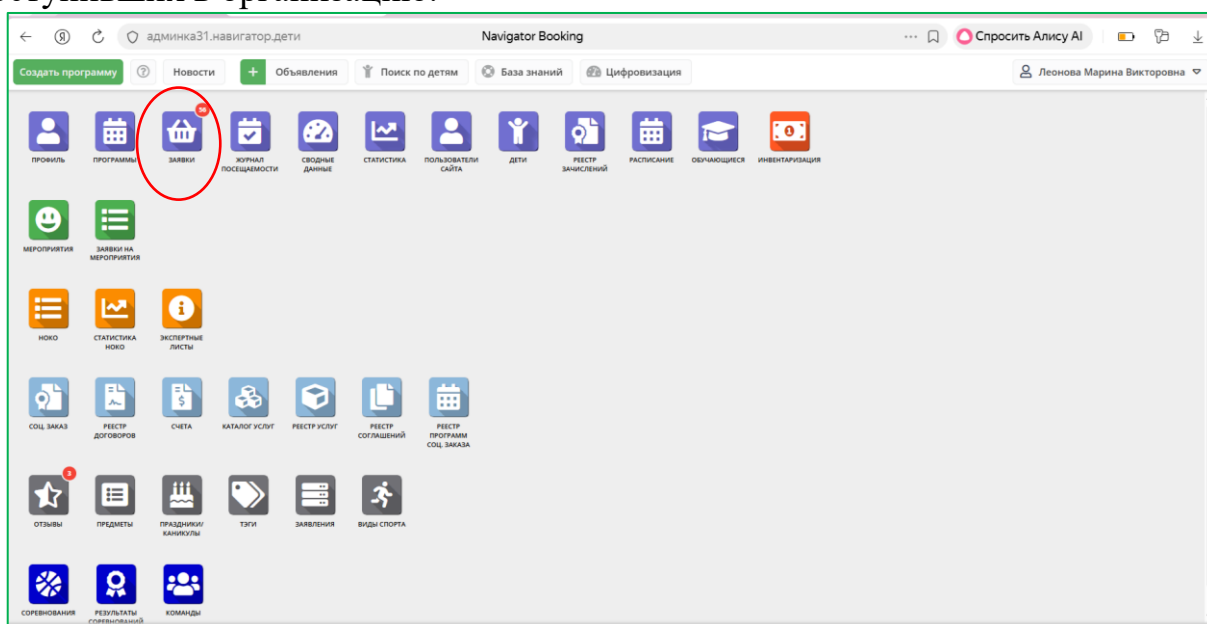 в организацию.
админка31.навигатор.дети
Navigator Booking
Спросить Алису AI
Создать программу
Новости
+ Объявления
Поиск по детям
База знаний
Цифровизация
Леонова Марина Викторовна
56
ПРОФИЛЬ
ПРОГРАММЫ
ЗАЯВКИ
ЖУРНАЛ
ПОСЕЩАЕМОСТИ
СВОДНЫЕ
ДАННЫЕ
СТАТИСТИКА
ПОЛЬЗОВАТЕЛИ
САЙТА
ДЕТИ
РЕЕСТР
ЗАЧИСЛЕНИЙ
РАСПИСАНИЕ
ОБУЧАЮЩИЕСЯ
ИНВЕНТАРИЗАЦИЯ
МЕРОПРИЯТИЯ
ЗАЯВКИ НА
МЕРОПРИЯТИЯ
НОКО
СТАТИСТИКА
НОКО
ЭКСПЕРТНЫЕ
ЛИСТЫ
СОЦ. ЗАКАЗ
РЕЕСТР
ДОГОВОРОВ
СЧЕТА
КАТАЛОГ УСЛУГ
РЕЕСТР УСЛУГ
РЕЕСТР
СОГЛАШЕНИЙ
РЕЕСТР
ПРОГРАММ
СОЦ. ЗАКАЗА
3
ОТЗЫВЫ
ПРЕДМЕТЫ
ПРАЗДНИКИ/
КАНИКУЛЫ
ТЭГИ
ЗАЯВЛЕНИЯ
ВИДЫ СПОРТА
СОРЕВНОВАНИЯ
РЕЗУЛЬТАТЫ
СОРЕВНОВАНИЙ
КОМАНДЫ